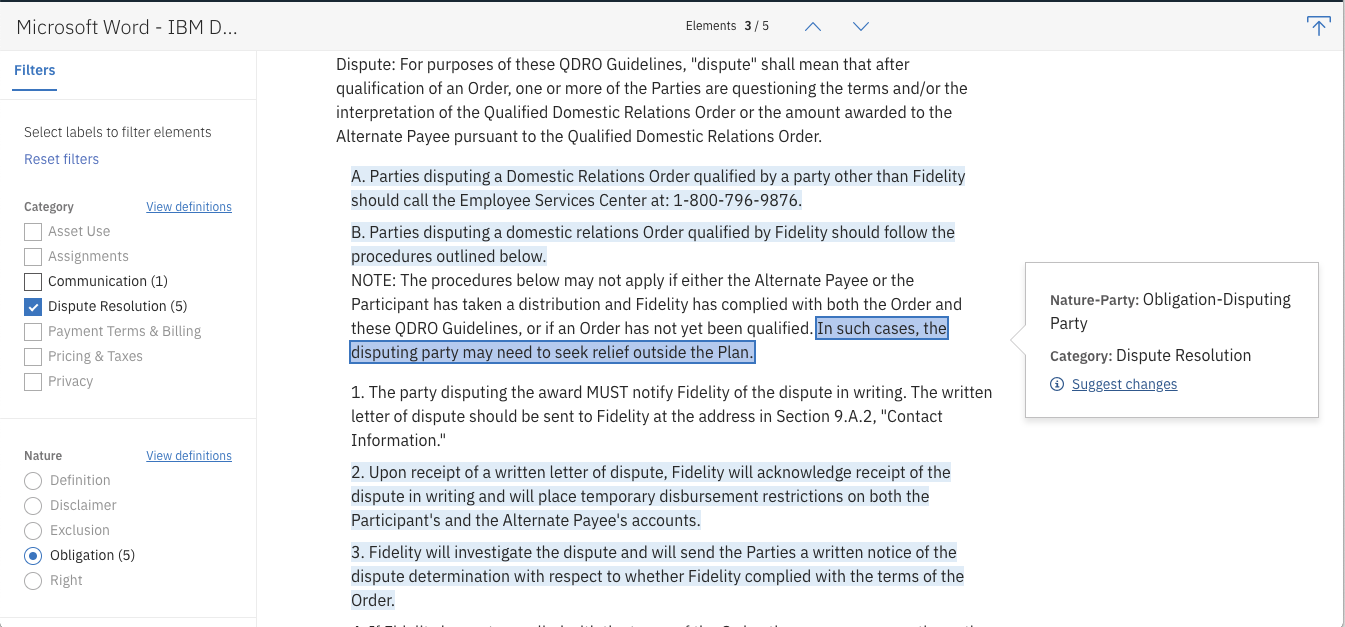 Microsoft Word - IBM D...
Elements 3 / 5
Filters
Select labels to filter elements
Reset filters
Category View definitions
Asset Use
Assignments
Communication (1)
Dispute Resolution (5)
Payment Terms & Billing
Pricing & Taxes
Privacy
Nature View definitions
Definition
Disclaimer
Exclusion
Obligation (5)
Right
Dispute: For purposes of these QDRO Guidelines, "dispute" shall mean that after
qualification of an Order, one or more of the Parties are questioning the terms and/or the
interpretation of the Qualified Domestic Relations Order or the amount awarded to the
Alternate Payee pursuant to the Qualified Domestic Relations Order.
A. Parties disputing a Domestic Relations Order qualified by a party other than Fidelity
should call the Employee Services Center at: 1-800-796-9876.
B. Parties disputing a domestic relations Order qualified by Fidelity should follow the
procedures outlined below.
NOTE: The procedures below may not apply if either the Alternate Payee or the
Participant has taken a distribution and Fidelity has complied with both the Order and
these QDRO Guidelines, or if an Order has not yet been qualified. In such cases, the
disputing party may need to seek relief outside the Plan.
1. The party disputing the award MUST notify Fidelity of the dispute in writing. The written
letter of dispute should be sent to Fidelity at the address in Section 9.A.2, "Contact
Information."
2. Upon receipt of a written letter of dispute, Fidelity will acknowledge receipt of the
dispute in writing and will place temporary disbursement restrictions on both the
Participant's and the Alternate Payee's accounts.
3. Fidelity will investigate the dispute and will send the Parties a written notice of the
dispute determination with respect to whether Fidelity complied with the terms of the
Order.
Nature-Party: Obligation-Disputing
Party
Category: Dispute Resolution
Suggest changes